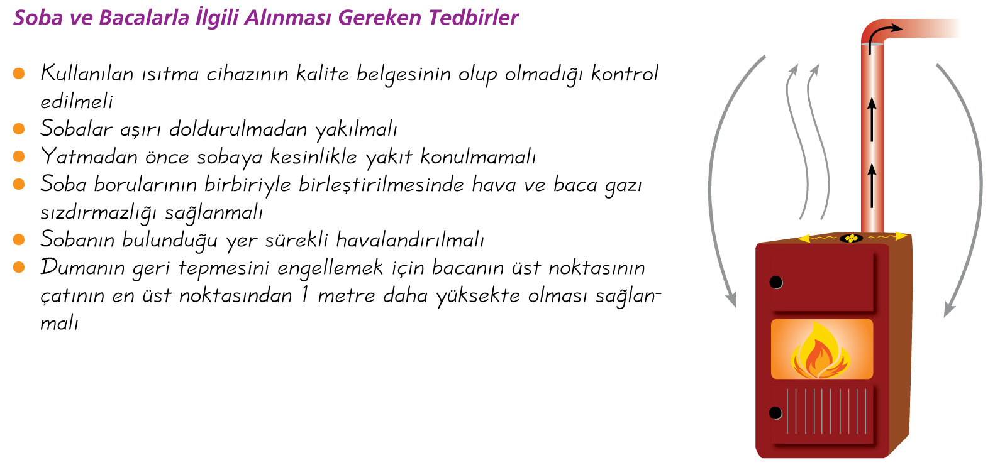 Soba ve Bacalarla İlgili Alınması Gereken Tedbirler
● Kullanılan ısıtma cihazının kalite belgesinin olup olmadığı kontrol
edilmeli
● Sobalar aşırı doldurulmadan yakılmalı
● Yatmadan önce sobaya kesinlikle yakıt konulmamalı
● Soba borularının birbiriyle birleştirilmesinde hava ve baca gazı
sızdırmazlığı sağlanmalı
● Sobanın bulunduğu yer sürekli havalandırılmalı
● Dumanın geri tepmesini engellemek için bacanın üst noktasının
çatının en üst noktasından 1 metre daha yüksekte olması sağlan-
malı